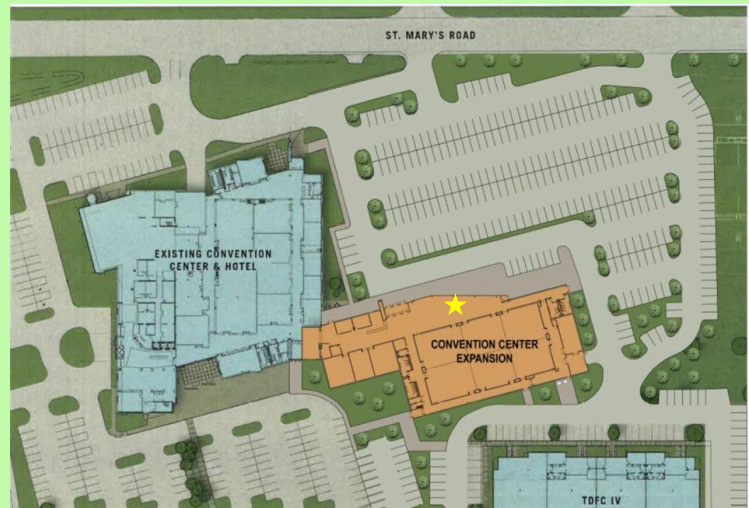 ST. MARY'S ROAD
EXISTING CONVENTION
CENTER & HOTEL
CONVENTION CENTER
EXPANSION
TDFC IV